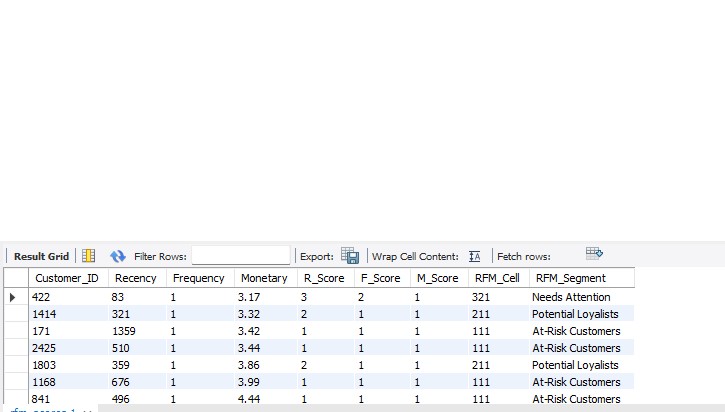 Result Grid Filter Rows: Export: Wrap Cell Content: Fetch rows:
Customer_ID Recency Frequency Monetary R_Score F_Score M_Score RFM_Cell RFM_Segment
422 83 1 3.17 3 2 1 321 Needs Attention
1414 321 1 3.32 2 1 1 211 Potential Loyalists
171 1359 1 3.42 1 1 1 111 At-Risk Customers
2425 510 1 3.44 1 1 1 111 At-Risk Customers
1803 359 1 3.86 2 1 1 211 Potential Loyalists
1168 676 1 3.99 1 1 1 111 At-Risk Customers
841 496 1 4.44 1 1 1 111 At-Risk Customers